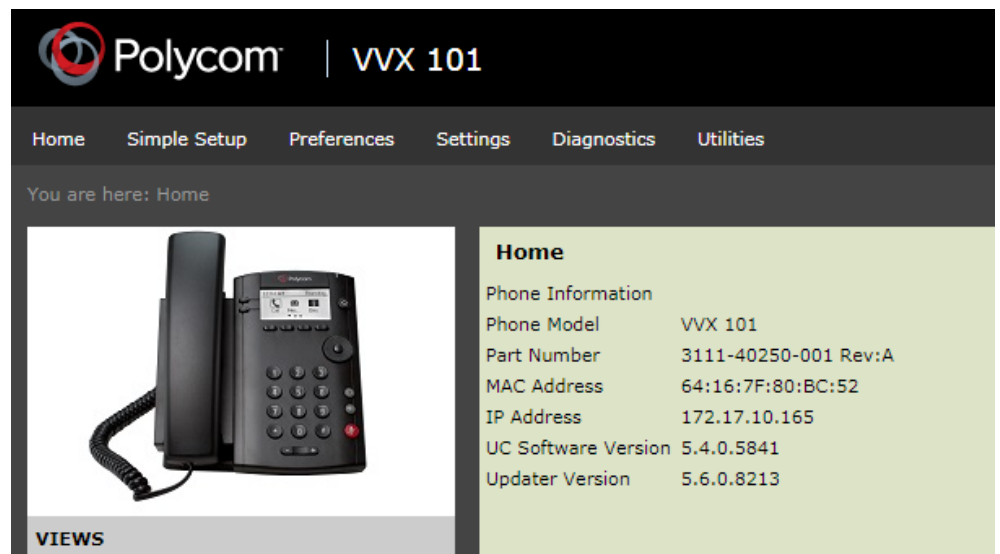 Polycom | VVX 101
Home Simple Setup Preferences Settings Diagnostics Utilities
You are here: Home
Polycom
Home
Phone Information
Phone Model VVX 101
Part Number 3111-40250-001 Rev:A
MAC Address 64:16:7F:80:BC:52
IP Address 172.17.10.165
UC Software Version 5.4.0.5841
Updater Version 5.6.0.8213
VIEWS